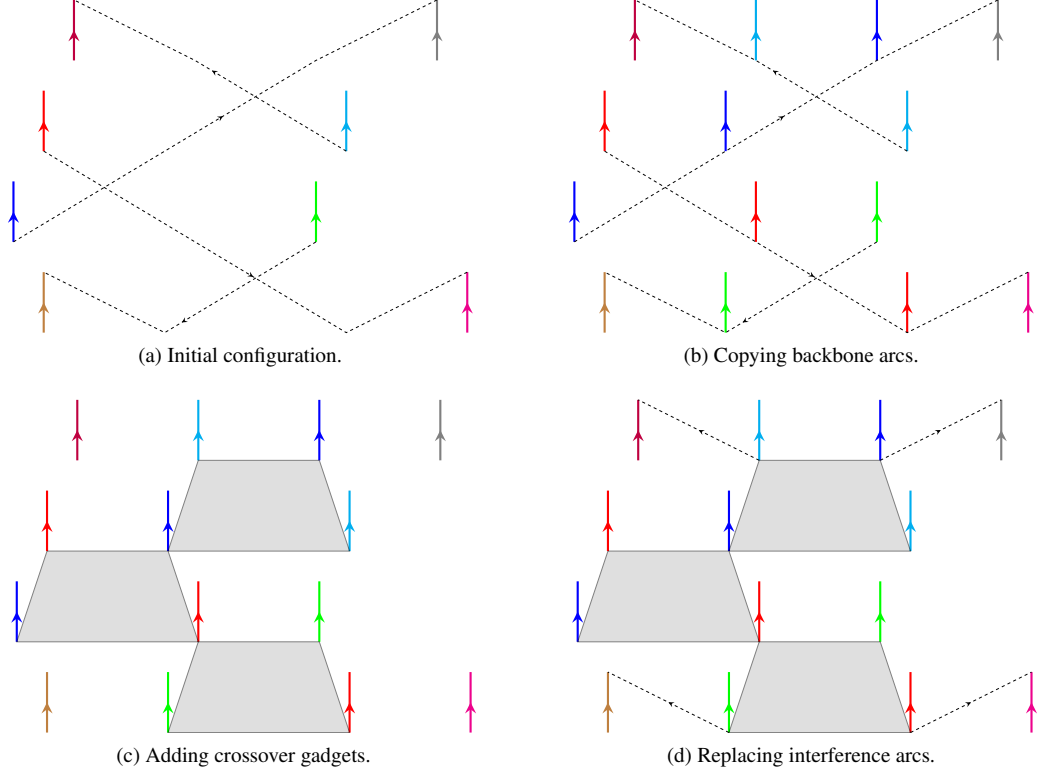 (a) Initial configuration.
(b) Copying backbone arcs.
(c) Adding crossover gadgets.
(d) Replacing interference arcs.